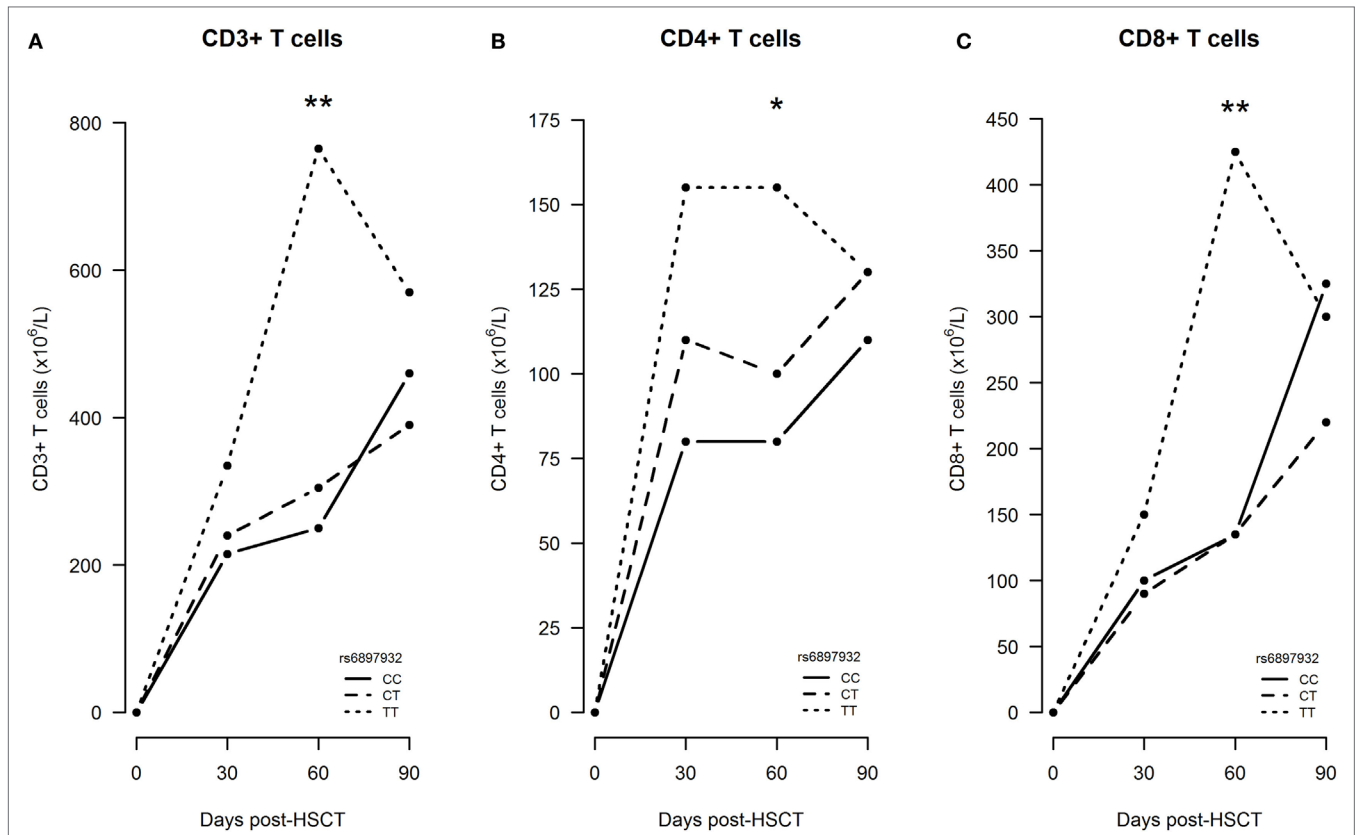 A
CD3+ T cells
**
800
600
400
200
0
CD3+ T cells (x10⁶/L)
rs6897932
CC
CT
TT
0 30 60 90
Days post-HSCT
B
CD4+ T cells
*
175
150
125
100
75
50
25
0
CD4+ T cells (x10⁶/L)
rs6897932
CC
CT
TT
0 30 60 90
Days post-HSCT
C
CD8+ T cells
**
450
400
350
300
250
200
150
100
50
0
CD8+ T cells (x10⁶/L)
rs6897932
CC
CT
TT
0 30 60 90
Days post-HSCT